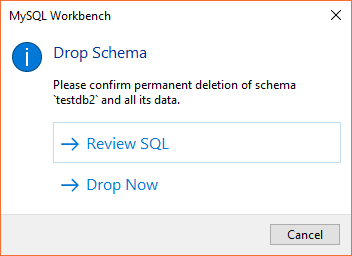 MySQL Workbench
Drop Schema
Please confirm permanent deletion of schema
`testdb2` and all its data.
Review SQL
Drop Now
Cancel